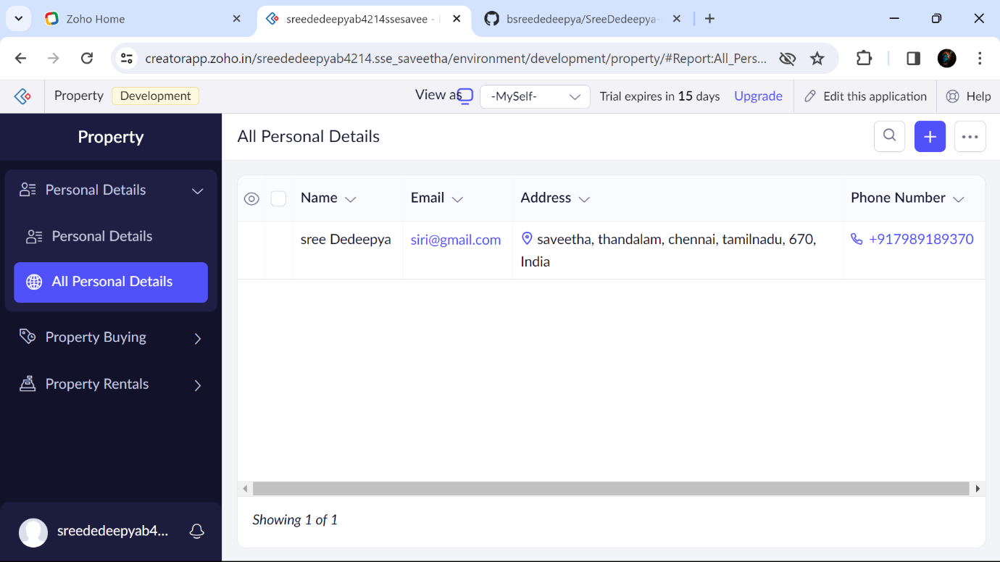 Zoho Home
sreededeepyab4214ssesavee -
bsreededeepya/SreeDedeepya-
creatorapp.zoho.in/sreededeepyab4214.sse_saveetha/environment/development/property/#Report:All_Pers...
Property Development View as -MySelf- Trial expires in 15 days Upgrade Edit this application Help
Property
All Personal Details
Personal Details
Personal Details
All Personal Details
Property Buying
Property Rentals
sreededeepyab4...
Name Email Address Phone Number
sree Dedeepya siri@gmail.com saveetha, thandalam, chennai, tamilnadu, 670, +917989189370
India
Showing 1 of 1